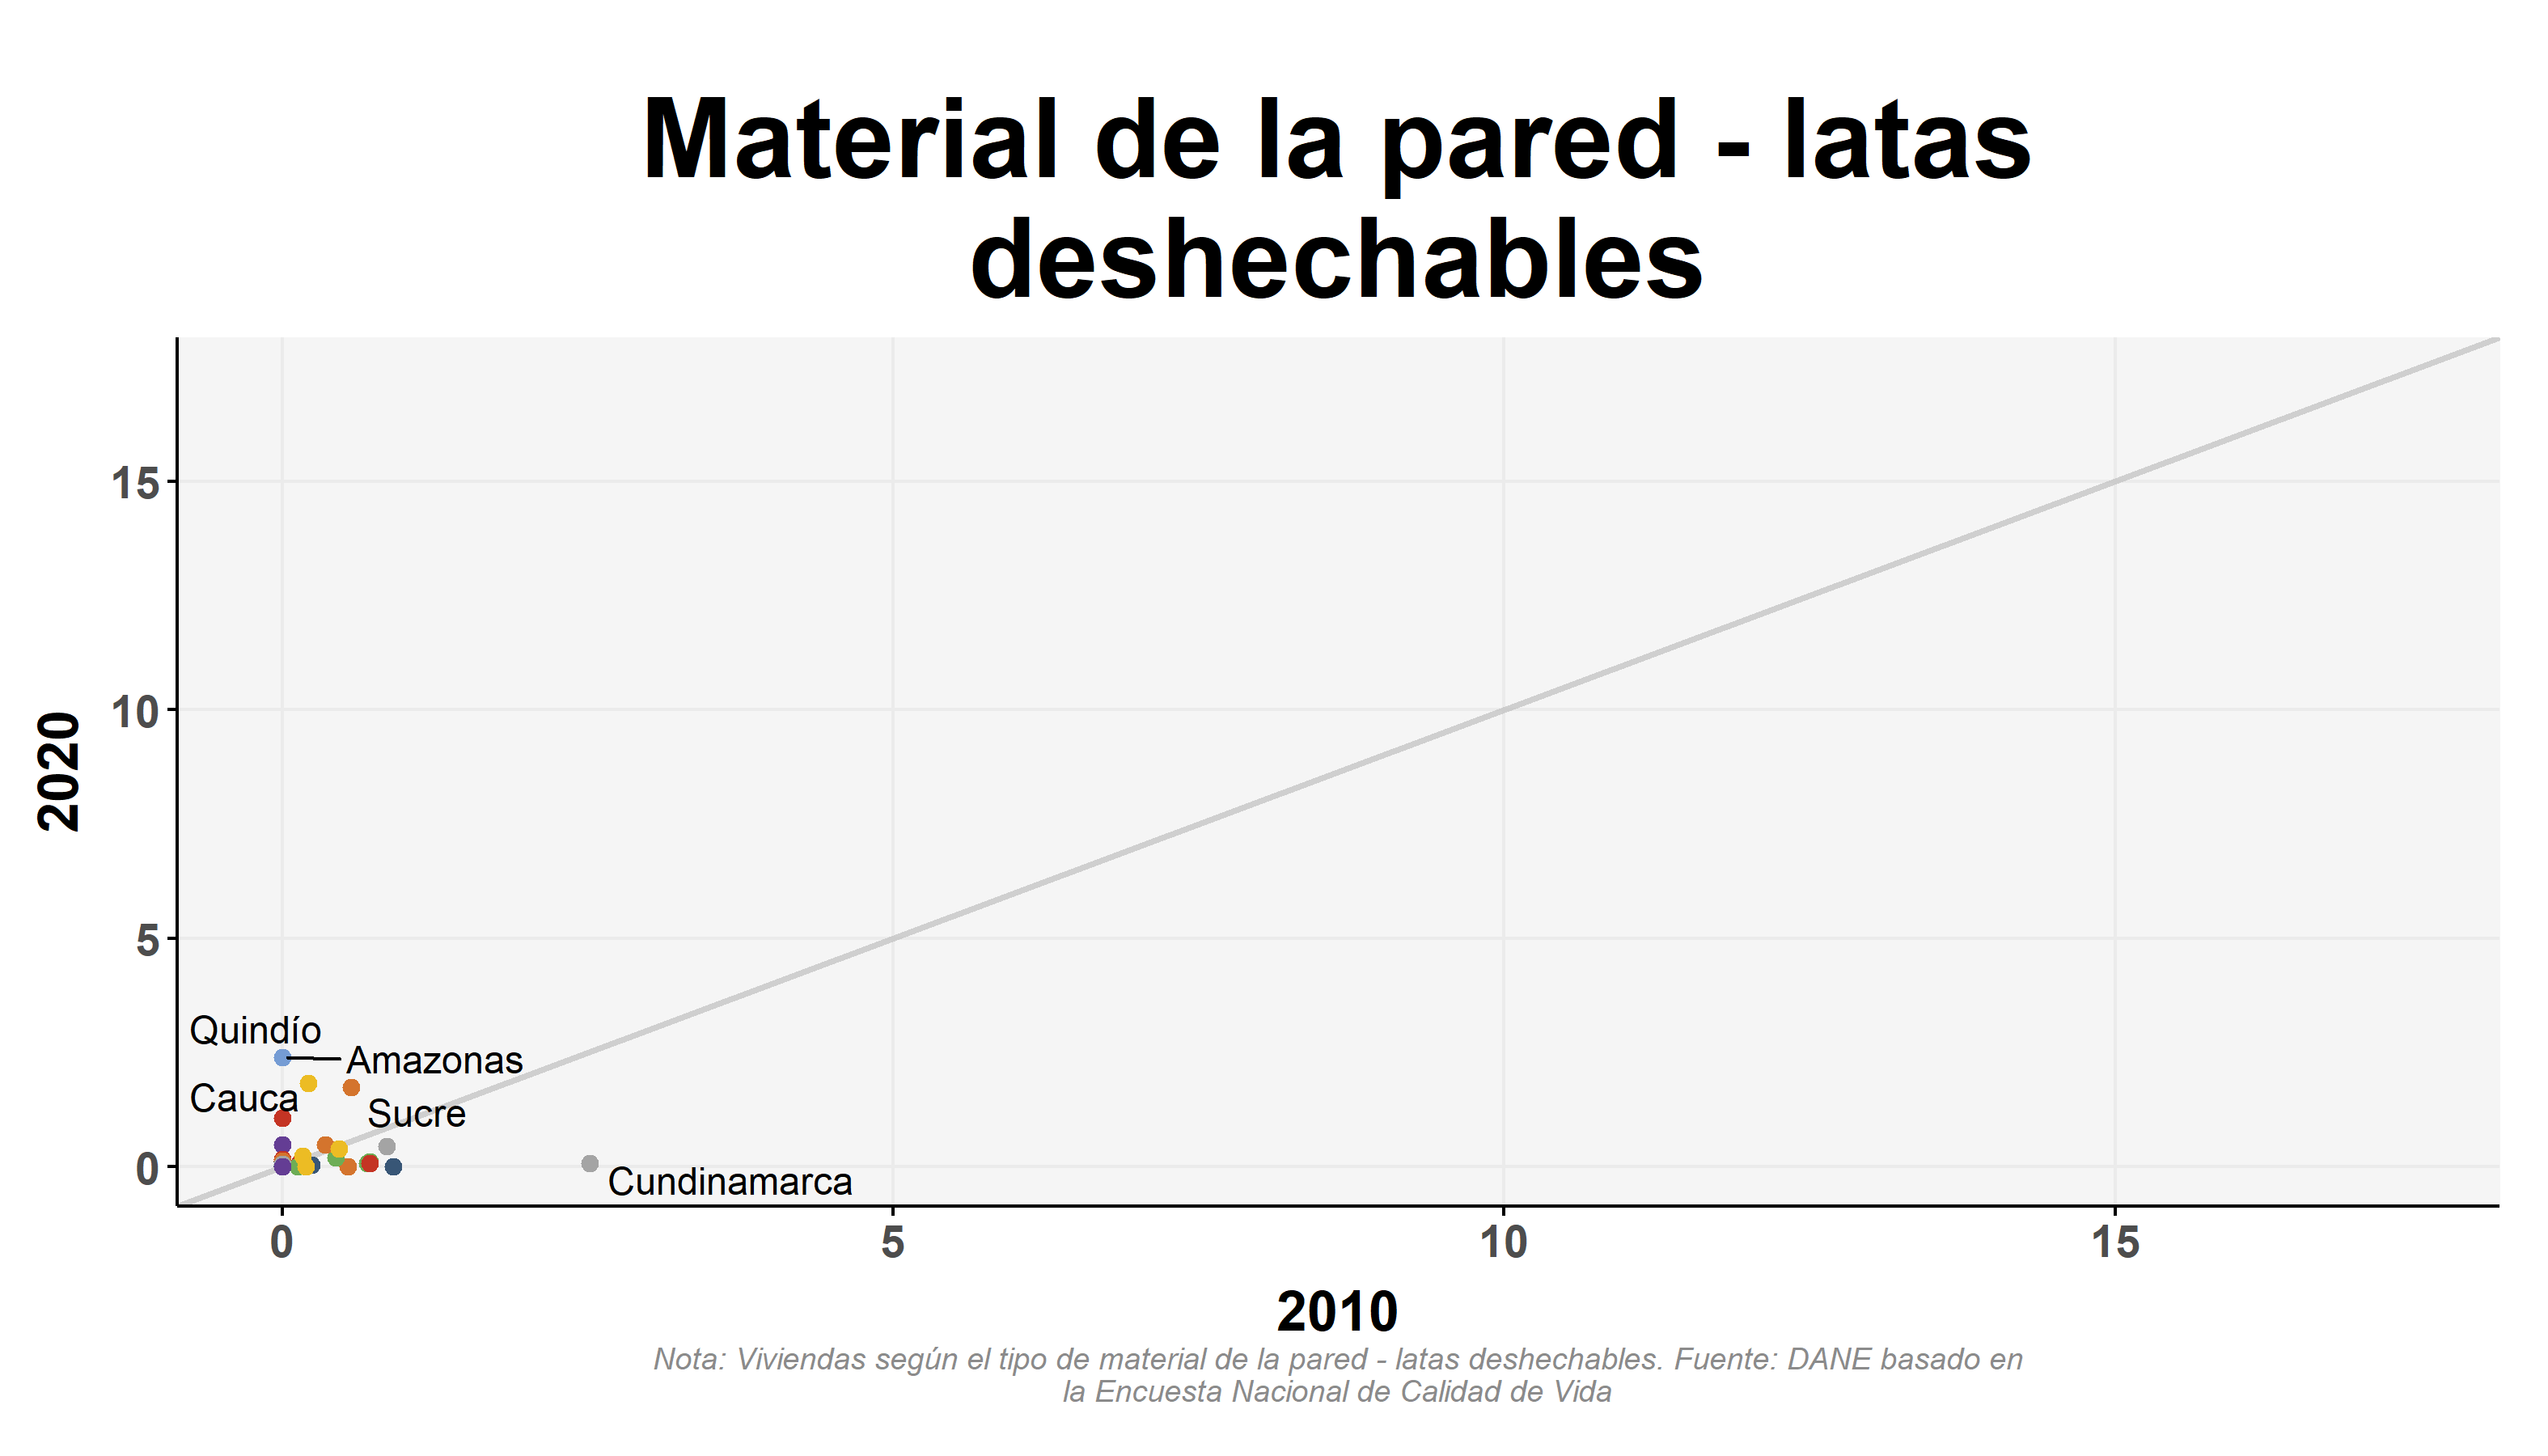 Material de la pared - latas
deshechables
2020
15
10
5
0
Quindío
Amazonas
Cauca
Sucre
Cundinamarca
0
5
10
15
2010
Nota: Viviendas según el tipo de material de la pared - latas deshechables. Fuente: DANE basado en
la Encuesta Nacional de Calidad de Vida